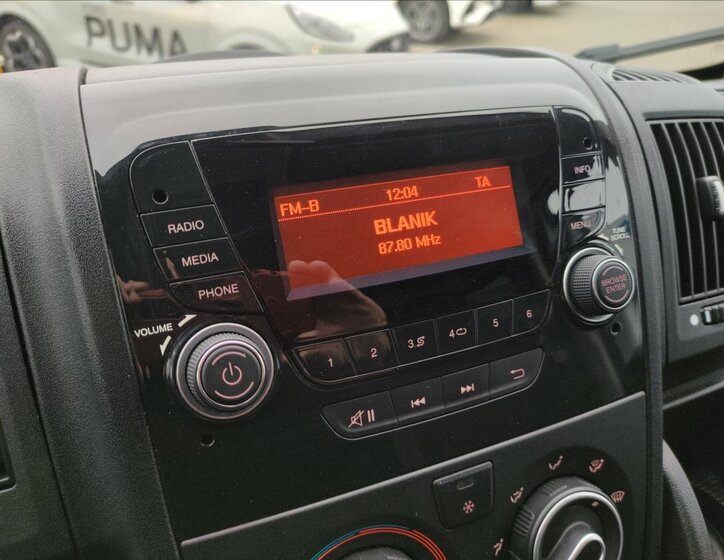 PUMA
FM-B 12:04 TA
BLANIK
87.80 MHz
INFO
MENU
TUNE
SCROLL
BROWSE
ENTER
RADIO
MEDIA
PHONE
VOLUME
1 2 3 4 5 6